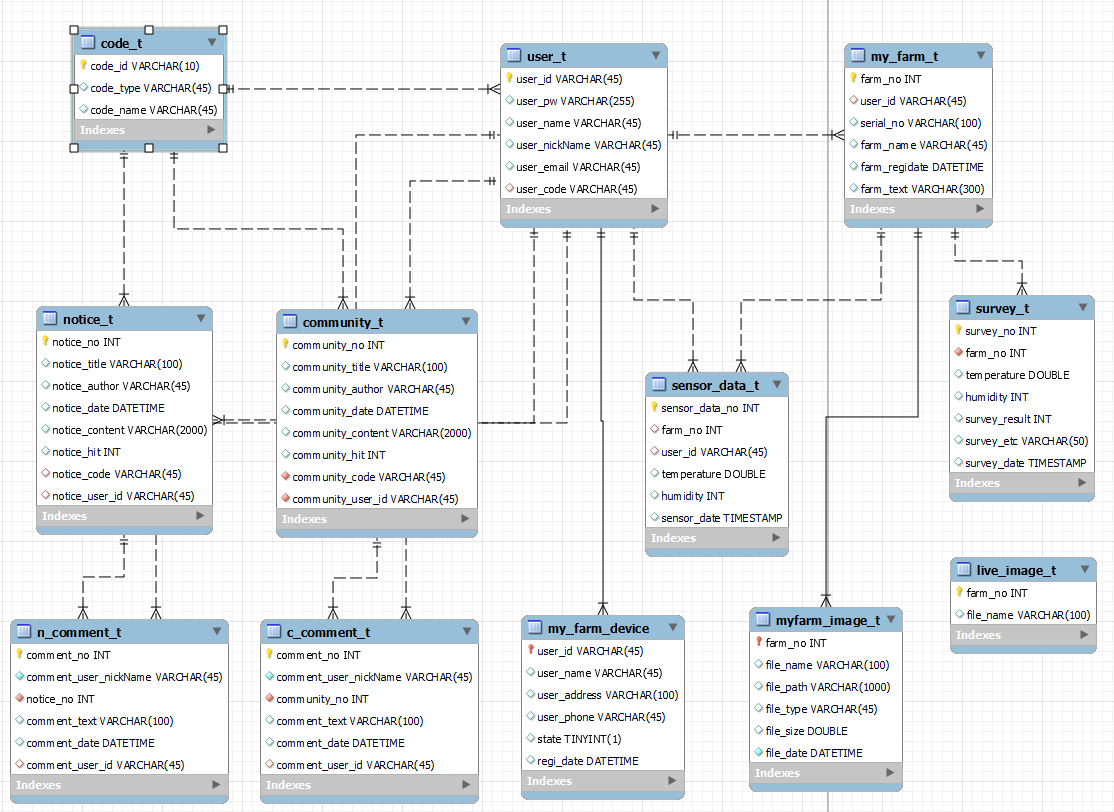 code_t
code_id VARCHAR(10)
code_type VARCHAR(45)
code_name VARCHAR(45)
Indexes
user_t
user_id VARCHAR(45)
user_pw VARCHAR(255)
user_name VARCHAR(45)
user_nickName VARCHAR(45)
user_email VARCHAR(45)
user_code VARCHAR(45)
Indexes
my_farm_t
farm_no INT
user_id VARCHAR(45)
serial_no VARCHAR(100)
farm_name VARCHAR(45)
farm_regidate DATETIME
farm_text VARCHAR(300)
Indexes
notice_t
notice_no INT
notice_title VARCHAR(100)
notice_author VARCHAR(45)
notice_date DATETIME
notice_content VARCHAR(2000)
notice_hit INT
notice_code VARCHAR(45)
notice_user_id VARCHAR(45)
Indexes
community_t
community_no INT
community_title VARCHAR(100)
community_author VARCHAR(45)
community_date DATETIME
community_content VARCHAR(2000)
community_hit INT
community_code VARCHAR(45)
community_user_id VARCHAR(45)
Indexes
sensor_data_t
sensor_data_no INT
farm_no INT
user_id VARCHAR(45)
temperature DOUBLE
humidity INT
sensor_date TIMESTAMP
Indexes
survey_t
survey_no INT
farm_no INT
temperature DOUBLE
humidity INT
survey_result INT
survey_etc VARCHAR(50)
survey_date TIMESTAMP
Indexes
live_image_t
farm_no INT
file_name VARCHAR(100)
Indexes
n_comment_t
comment_no INT
comment_user_nickName VARCHAR(45)
notice_no INT
comment_text VARCHAR(100)
comment_date DATETIME
comment_user_id VARCHAR(45)
Indexes
c_comment_t
comment_no INT
comment_user_nickName VARCHAR(45)
community_no INT
comment_text VARCHAR(100)
comment_date DATETIME
comment_user_id VARCHAR(45)
Indexes
my_farm_device
user_id VARCHAR(45)
user_name VARCHAR(45)
user_address VARCHAR(100)
user_phone VARCHAR(45)
state TINYINT(1)
regi_date DATETIME
Indexes
myfarm_image_t
farm_no INT
file_name VARCHAR(100)
file_path VARCHAR(1000)
file_type VARCHAR(45)
file_size DOUBLE
file_date DATETIME
Indexes